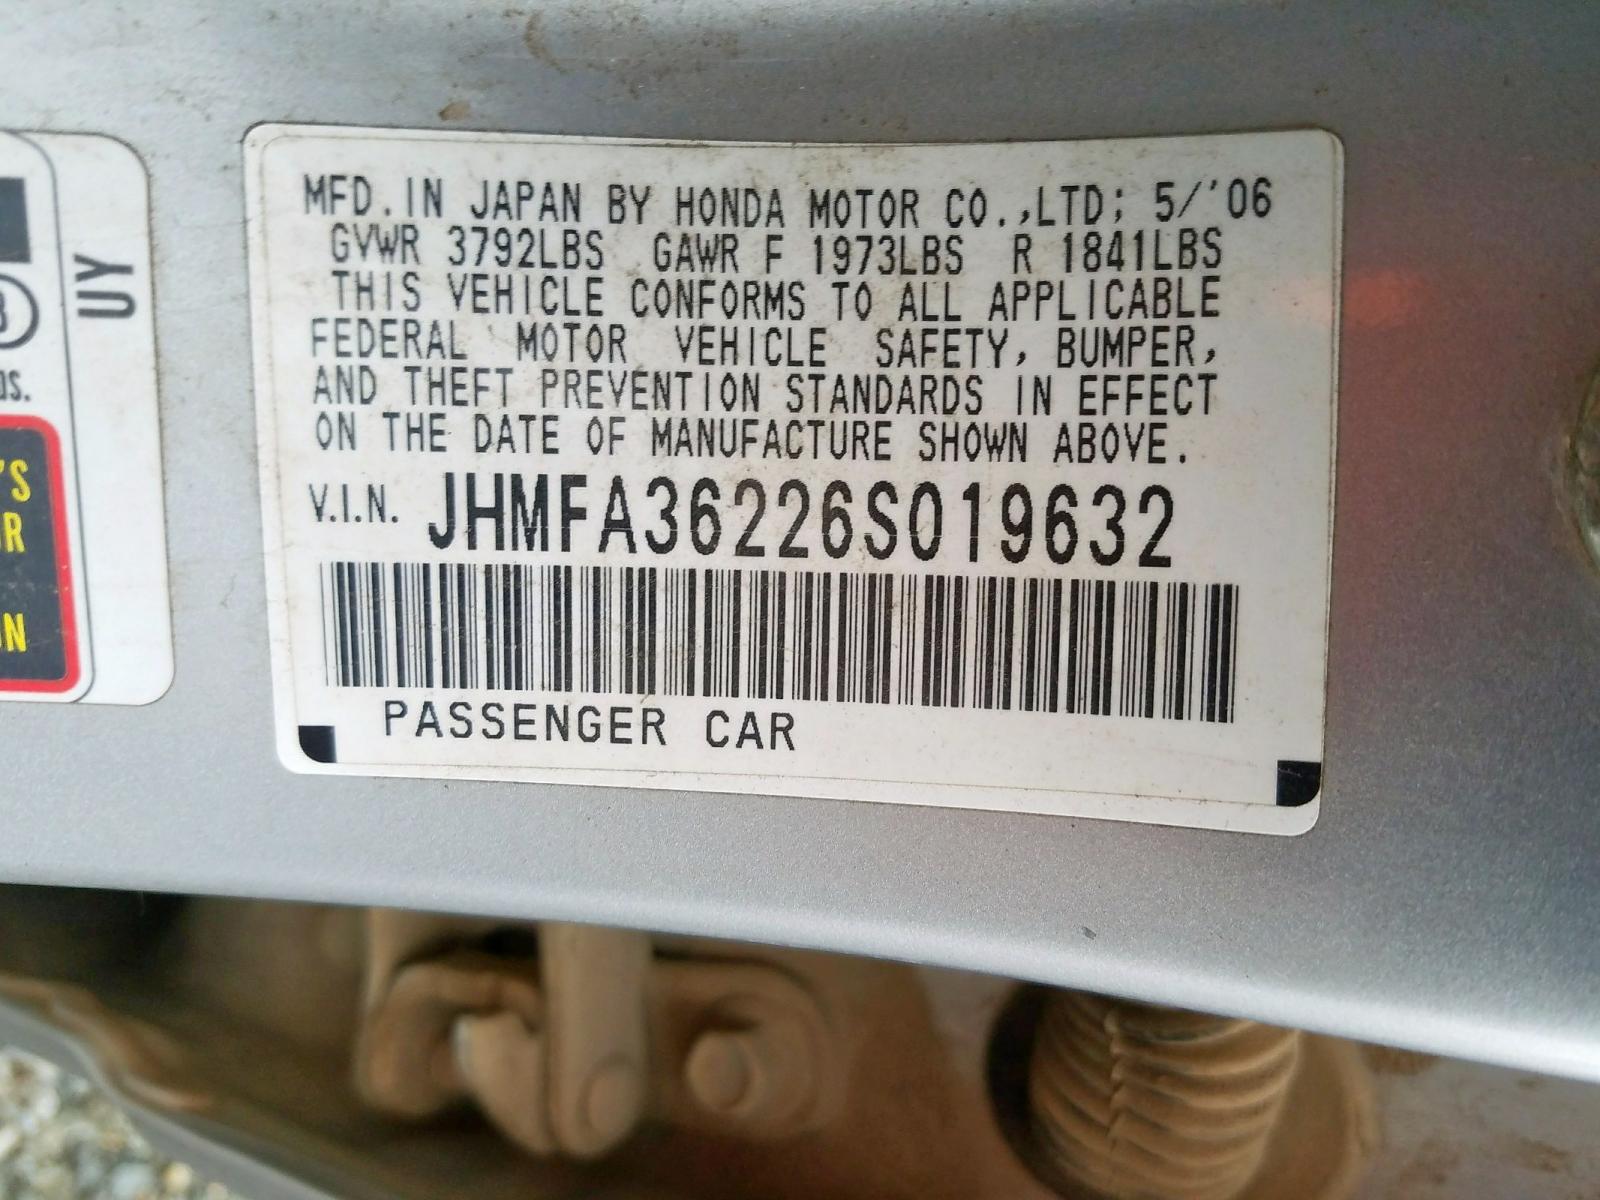 MFD.IN JAPAN BY HONDA MOTOR CO.,LTD; 5/'06
GVWR 3792LBS GAWR F 1973LBS R 1841LBS
THIS VEHICLE CONFORMS TO ALL APPLICABLE
FEDERAL MOTOR VEHICLE SAFETY, BUMPER,
AND THEFT PREVENTION STANDARDS IN EFFECT
ON THE DATE OF MANUFACTURE SHOWN ABOVE.
V.I.N. JHMFA36226S019632
PASSENGER CAR
UY
'S
R